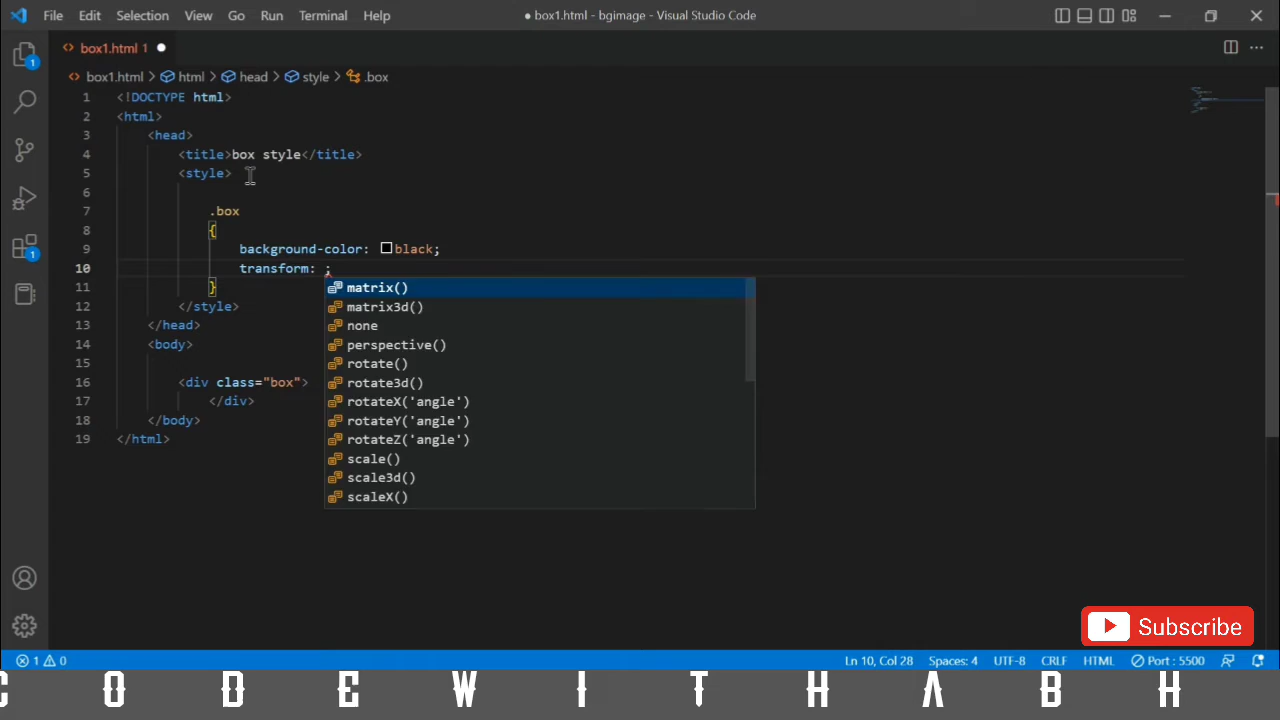 File Edit Selection View Go Run Terminal Help ● box1.html - bgimage - Visual Studio Code
<> box1.html 1 ●
<> box1.html > html > head > style > .box
1 <!DOCTYPE html>
2 <html>
3 <head>
4 <title>box style</title>
5 <style>
6
7 .box
8 {
9 background-color: black;
10 transform: ;
11 }
matrix()
12 </style>
matrix3d()
13 </head>
none
14 <body>
perspective()
15
rotate()
16 <div class="box">
rotate3d()
17 </div>
rotateX('angle')
18 </body>
rotateY('angle')
19 </html>
rotateZ('angle')
scale()
scale3d()
scaleX()
1
1
Subscribe
1 0 Ln 10, Col 28 Spaces: 4 UTF-8 CRLF HTML Port : 5500
C O D E W I T H A B H